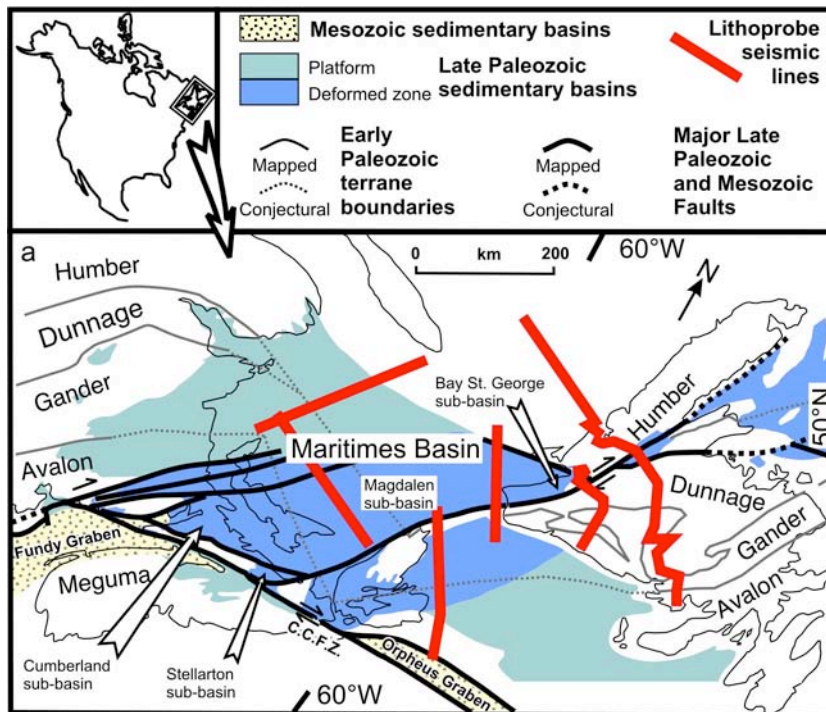 Mesozoic sedimentary basins
Platform
Deformed zone
Late Paleozoic
sedimentary basins
Lithoprobe
seismic
lines
Mapped
Conjectural
Early
Paleozoic
terrane
boundaries
Mapped
Conjectural
Major Late
Paleozoic
and Mesozoic
Faults
a
0 km 200
60°W
N
Humber
Dunnage
Gander
Avalon
Bay St. George
sub-basin
Humber
50°N
Maritimes Basin
Magdalen
sub-basin
Dunnage
Gander
Avalon
Fundy Graben
Meguma
C.C.F.Z.
Orpheus Graben
Cumberland
sub-basin
Stellarton
sub-basin
60°W